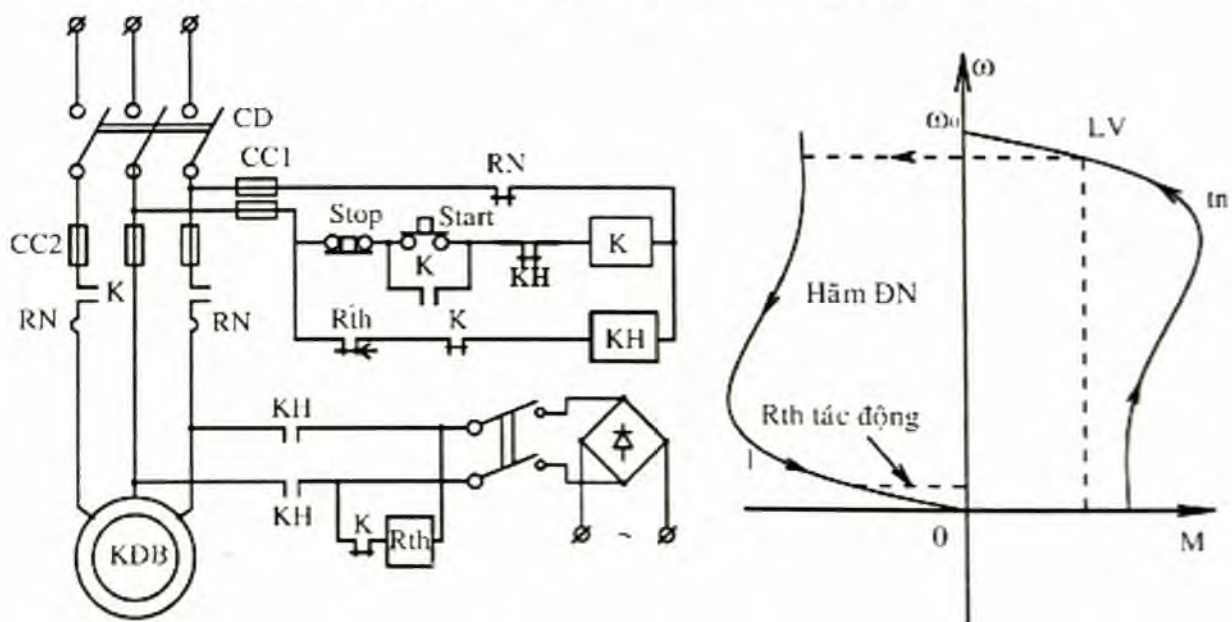 CD
CC1
RN
Stop
Start
K
K
KH
CC2
K
RN
RN
Rth
K
KH
KH
KH
K
Rth
KDB
~
ω
ω₀
LV
tn
Hãm ĐN
Rth tác động
0
M